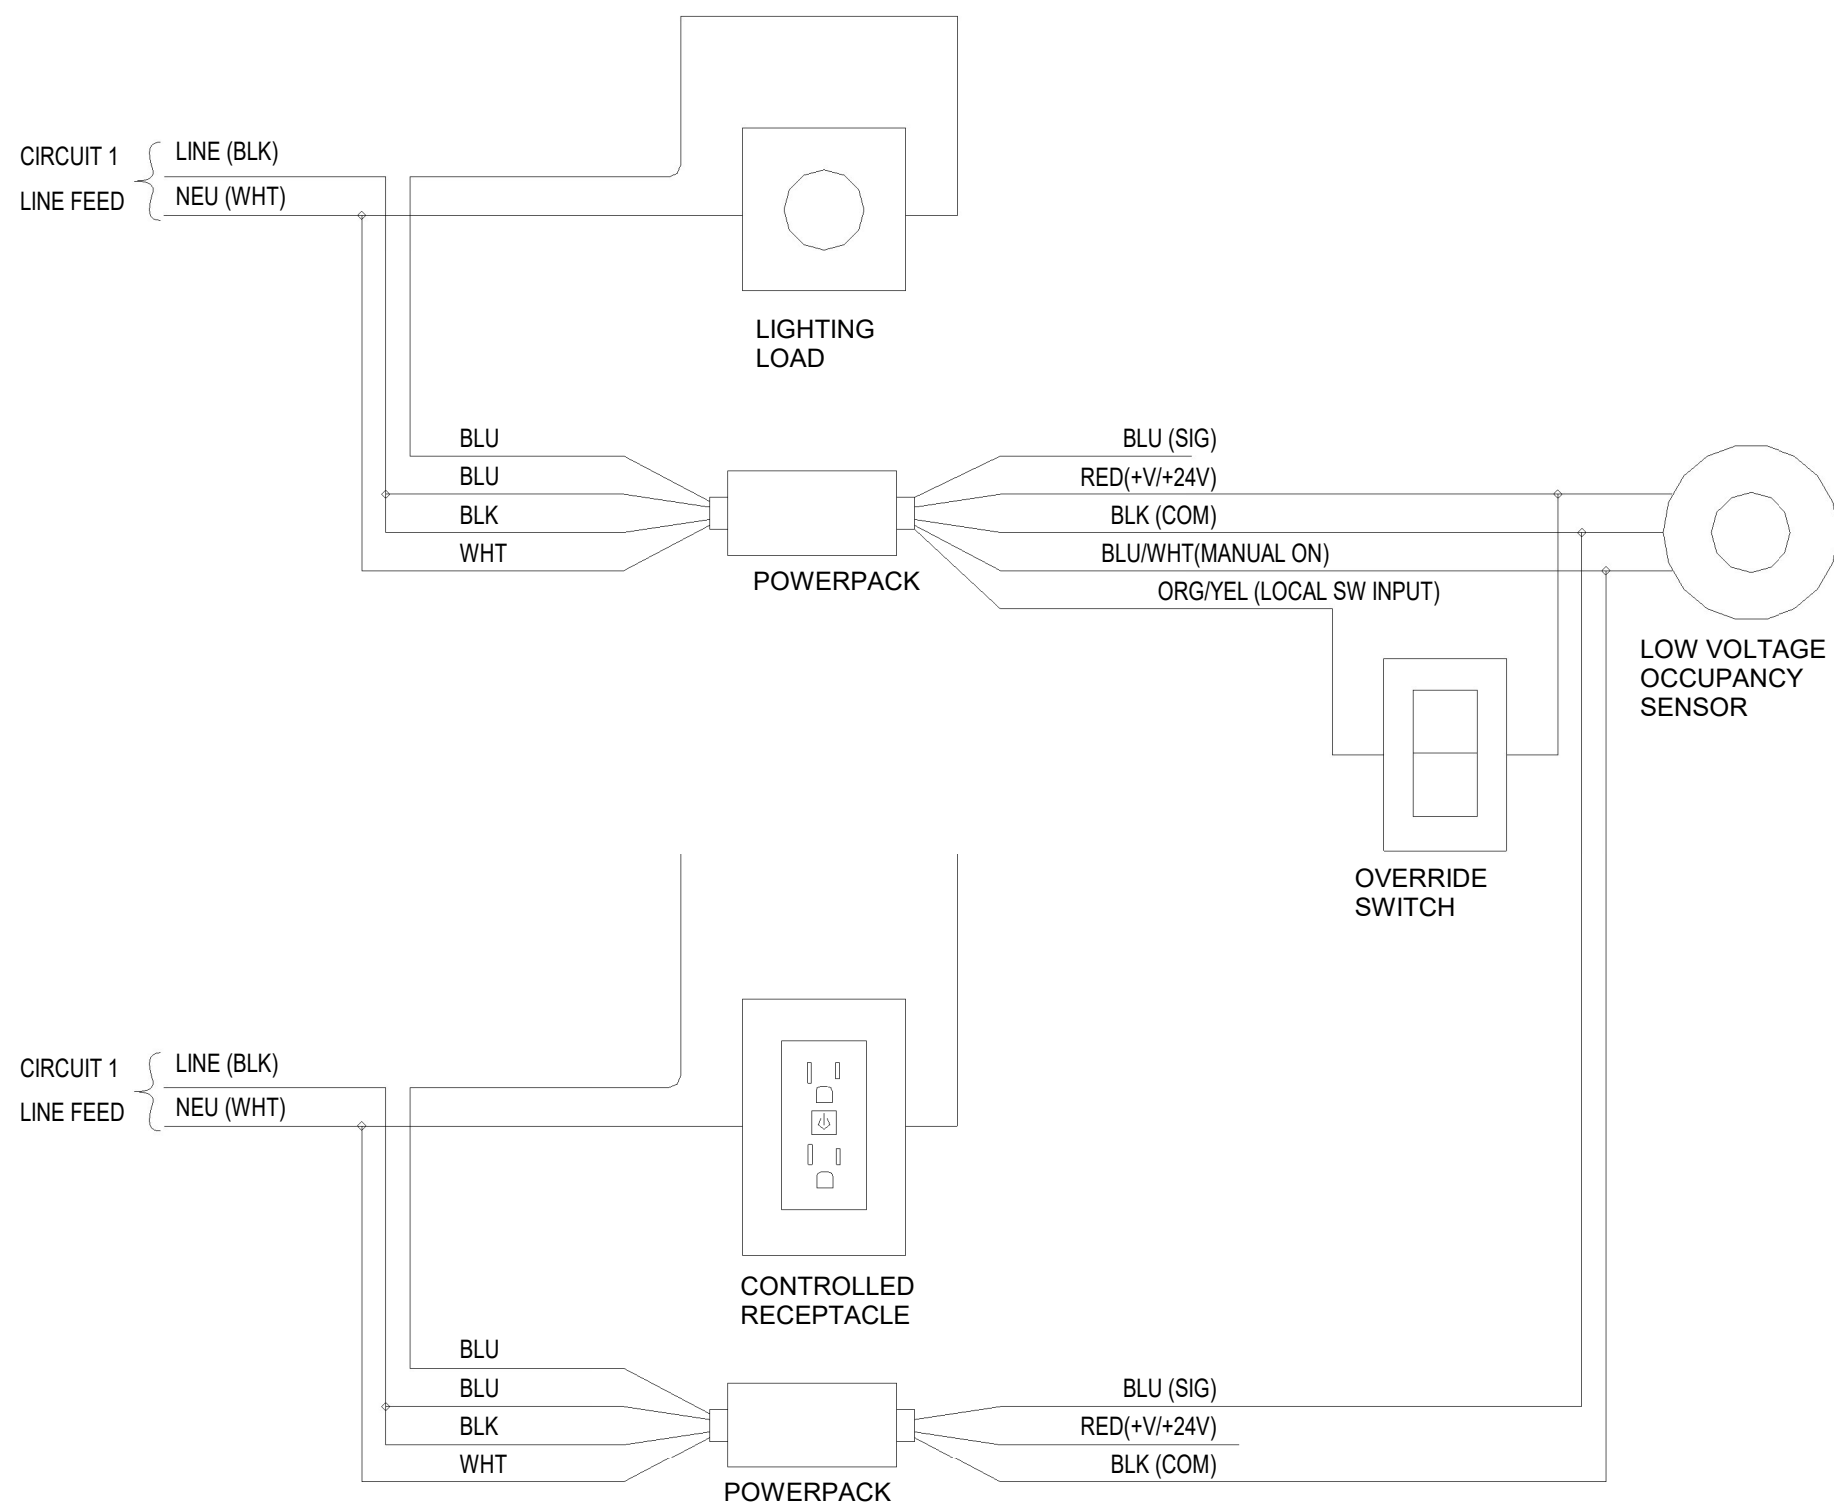 CIRCUIT 1
LINE FEED
LINE (BLK)
NEU (WHT)
LIGHTING
LOAD
BLU
BLU
BLK
WHT
POWERPACK
BLU (SIG)
RED(+V/+24V)
BLK (COM)
BLU/WHT(MANUAL ON)
ORG/YEL (LOCAL SW INPUT)
LOW VOLTAGE
OCCUPANCY
SENSOR
OVERRIDE
SWITCH
CIRCUIT 1
LINE FEED
LINE (BLK)
NEU (WHT)
CONTROLLED
RECEPTACLE
BLU
BLU
BLK
WHT
POWERPACK
BLU (SIG)
RED(+V/+24V)
BLK (COM)